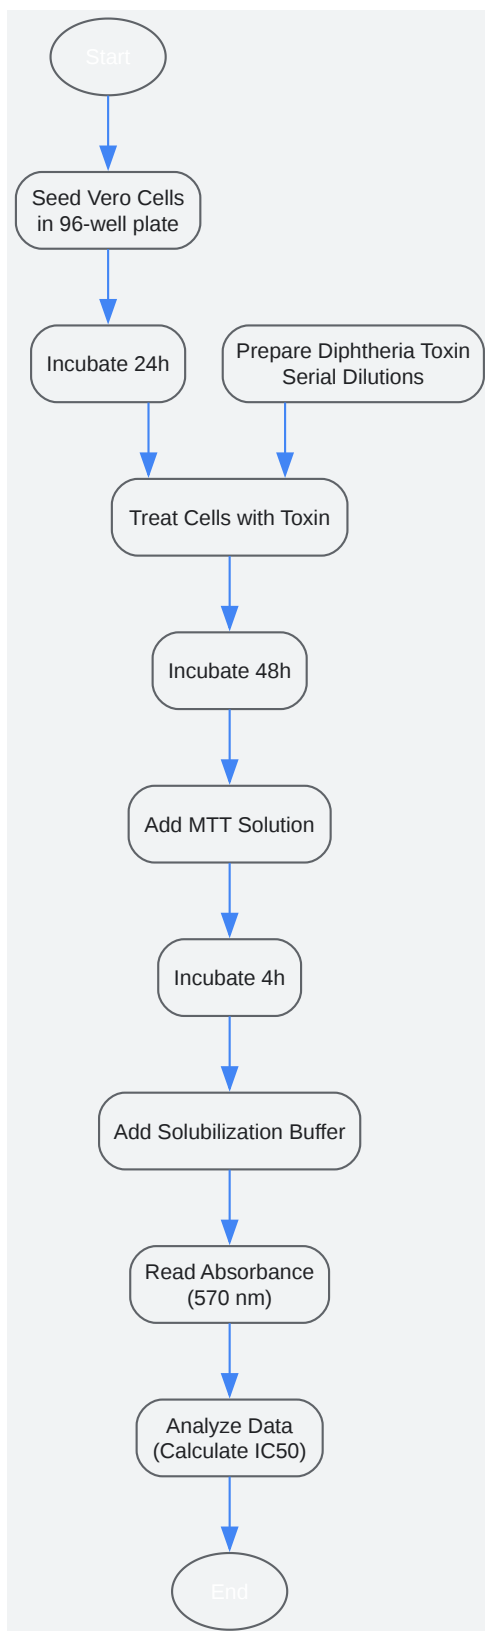 Start
Seed Vero Cells
in 96-well plate
Incubate 24h
Prepare Diphtheria Toxin
Serial Dilutions
Treat Cells with Toxin
Incubate 48h
Add MTT Solution
Incubate 4h
Add Solubilization Buffer
Read Absorbance
(570 nm)
Analyze Data
(Calculate IC50)
End